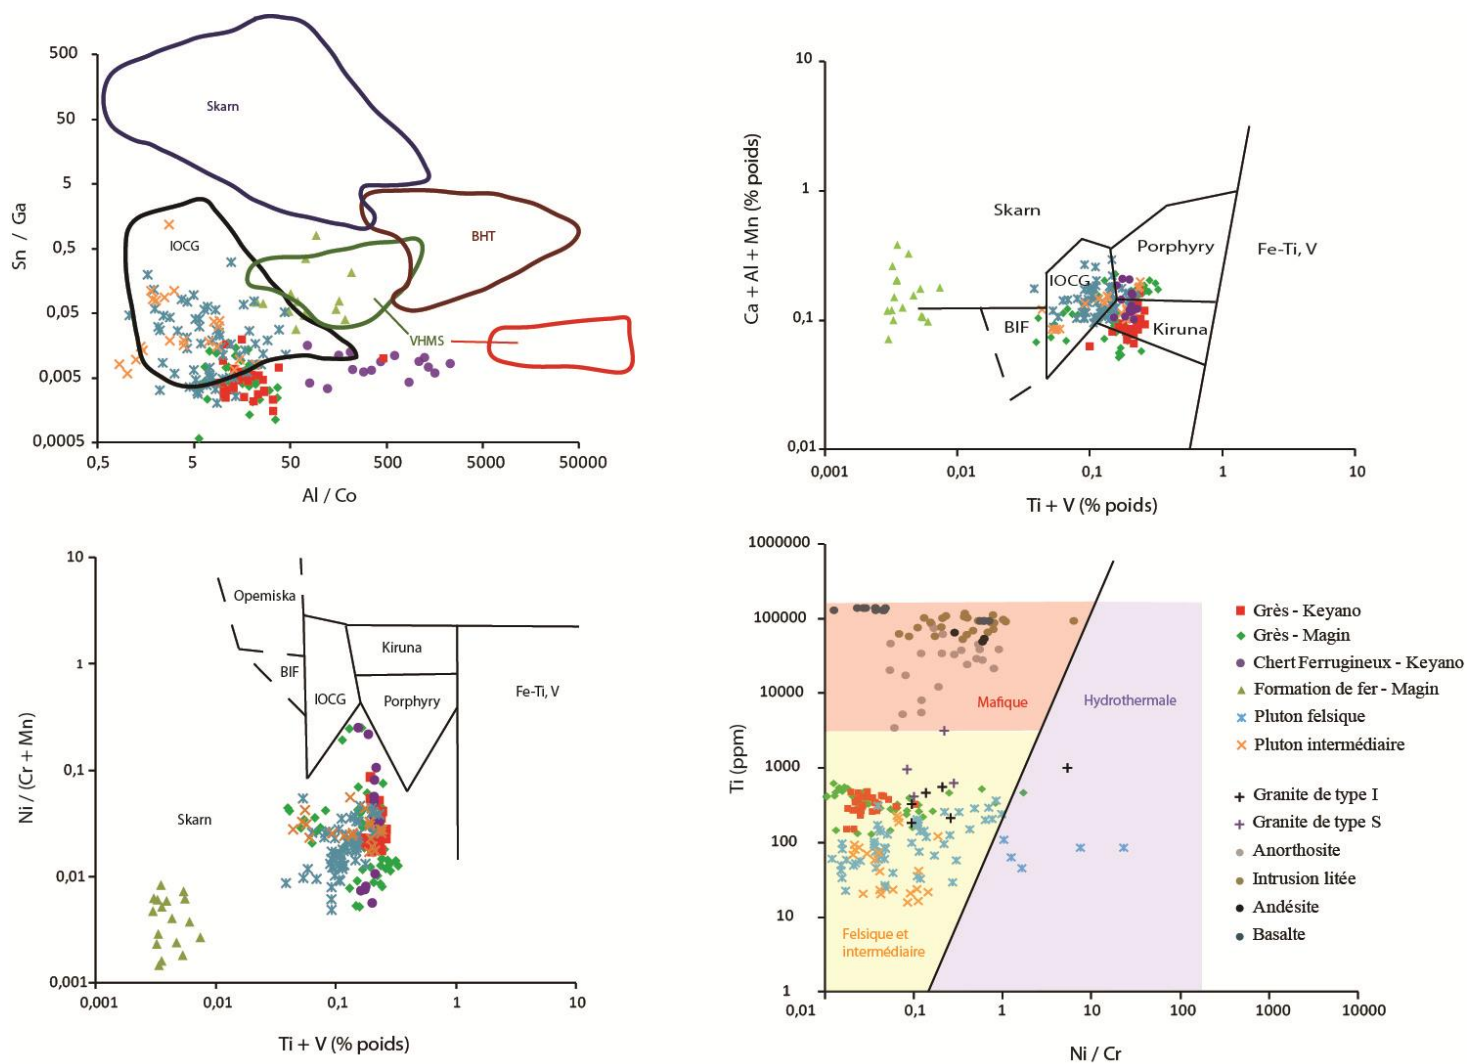 500
50
5
0,5
0,05
0,005
0,0005
Sn / Ga
Skarn
IOCG
BHT
VHMS
0,5
5
50
500
5000
50000
Al / Co
10
1
0,1
0,01
Ca + Al + Mn (% poids)
Skarn
Porphyry
Fe-Ti, V
IOCG
BIF
Kiruna
0,001
0,01
0,1
1
10
Ti + V (% poids)
10
1
0,1
0,01
0,001
Ni / (Cr + Mn)
Opemiska
Kiruna
BIF
IOCG
Porphyry
Fe-Ti, V
Skarn
0,001
0,01
0,1
1
10
Ti + V (% poids)
1000000
100000
10000
1000
100
10
1
Ti (ppm)
Mafique
Hydrothermale
Felsique et
intermédiaire
0,01
0,1
1
10
100
1000
10000
Ni / Cr
Grès - Keyano
Grès - Magin
Chert Ferrugineux - Keyano
Formation de fer - Magin
Pluton felsique
Pluton intermédiaire
Granite de type I
Granite de type S
Anorthosite
Intrusion litée
Andésite
Basalte